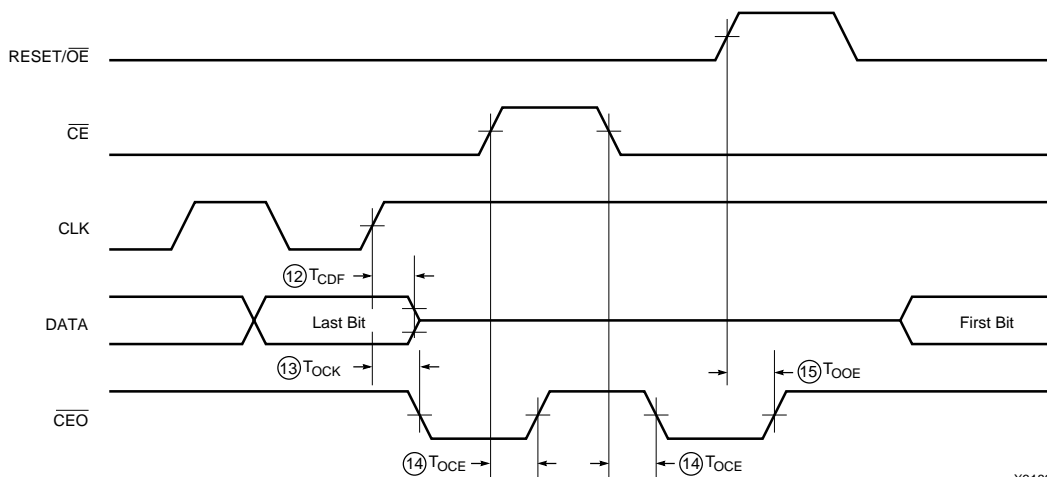 RESET/OE
CE
CLK
⑫ TCDF
DATA
Last Bit
First Bit
⑬ TOCK
⑮ TOOE
CEO
⑭ TOCE
⑭ TOCE